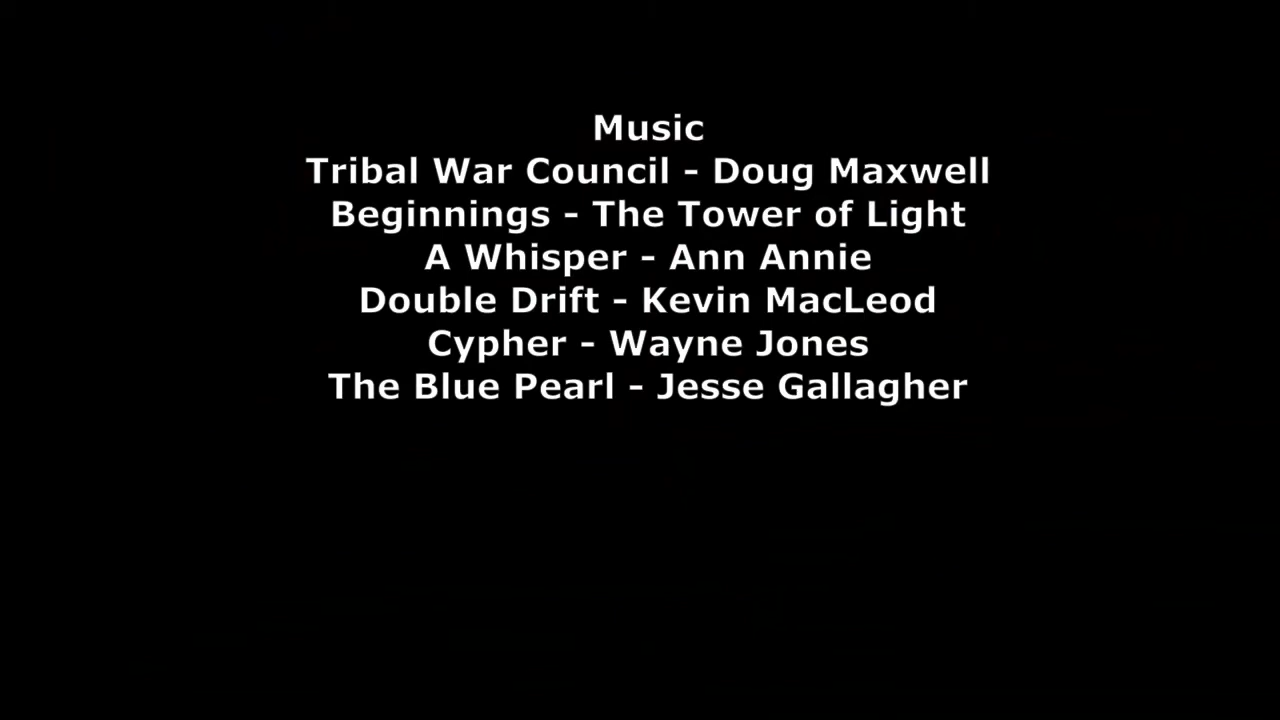 Music
Tribal War Council - Doug Maxwell
Beginnings - The Tower of Light
A Whisper - Ann Annie
Double Drift - Kevin MacLeod
Cypher - Wayne Jones
The Blue Pearl - Jesse Gallagher